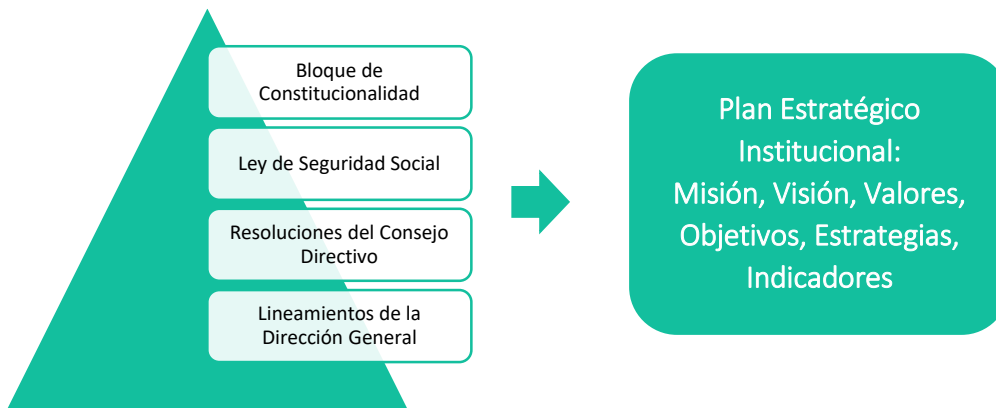 Bloque de
Constitucionalidad
Ley de Seguridad Social
Resoluciones del Consejo
Directivo
Lineamientos de la
Dirección General
Plan Estratégico
Institucional:
Misión, Visión, Valores,
Objetivos, Estrategias,
Indicadores